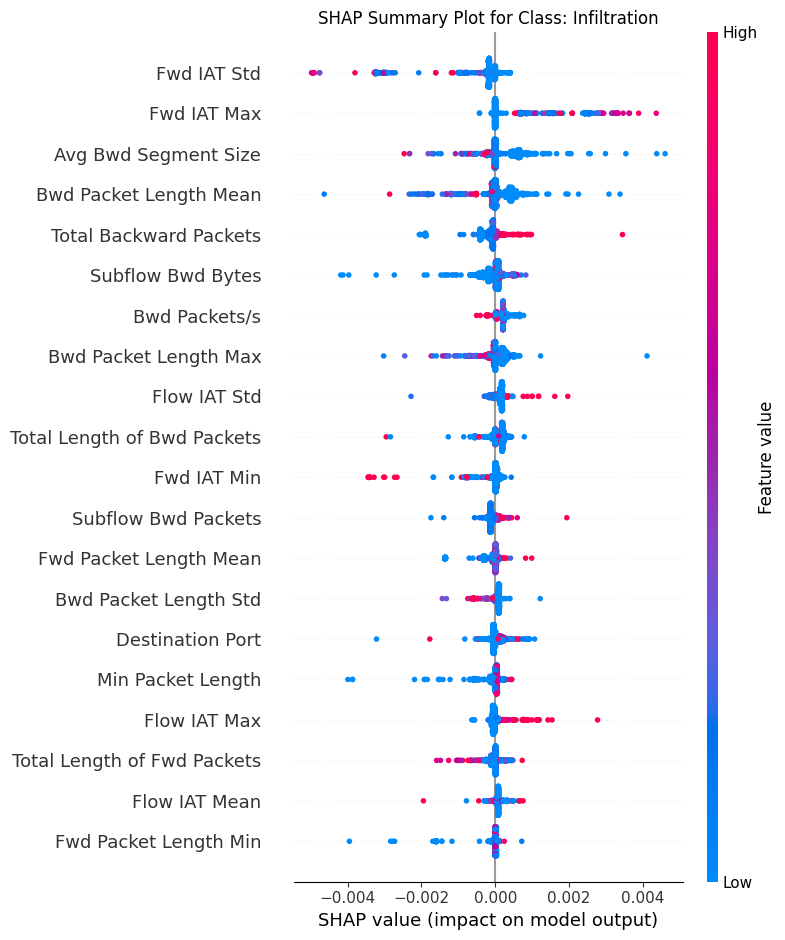 SHAP Summary Plot for Class: Infiltration
High
Fwd IAT Std
Fwd IAT Max
Avg Bwd Segment Size
Bwd Packet Length Mean
Total Backward Packets
Subflow Bwd Bytes
Bwd Packets/s
Bwd Packet Length Max
Flow IAT Std
Total Length of Bwd Packets
Fwd IAT Min
Subflow Bwd Packets
Fwd Packet Length Mean
Bwd Packet Length Std
Destination Port
Min Packet Length
Flow IAT Max
Total Length of Fwd Packets
Flow IAT Mean
Fwd Packet Length Min
Feature value
Low
−0.004 −0.002 0.000 0.002 0.004
SHAP value (impact on model output)